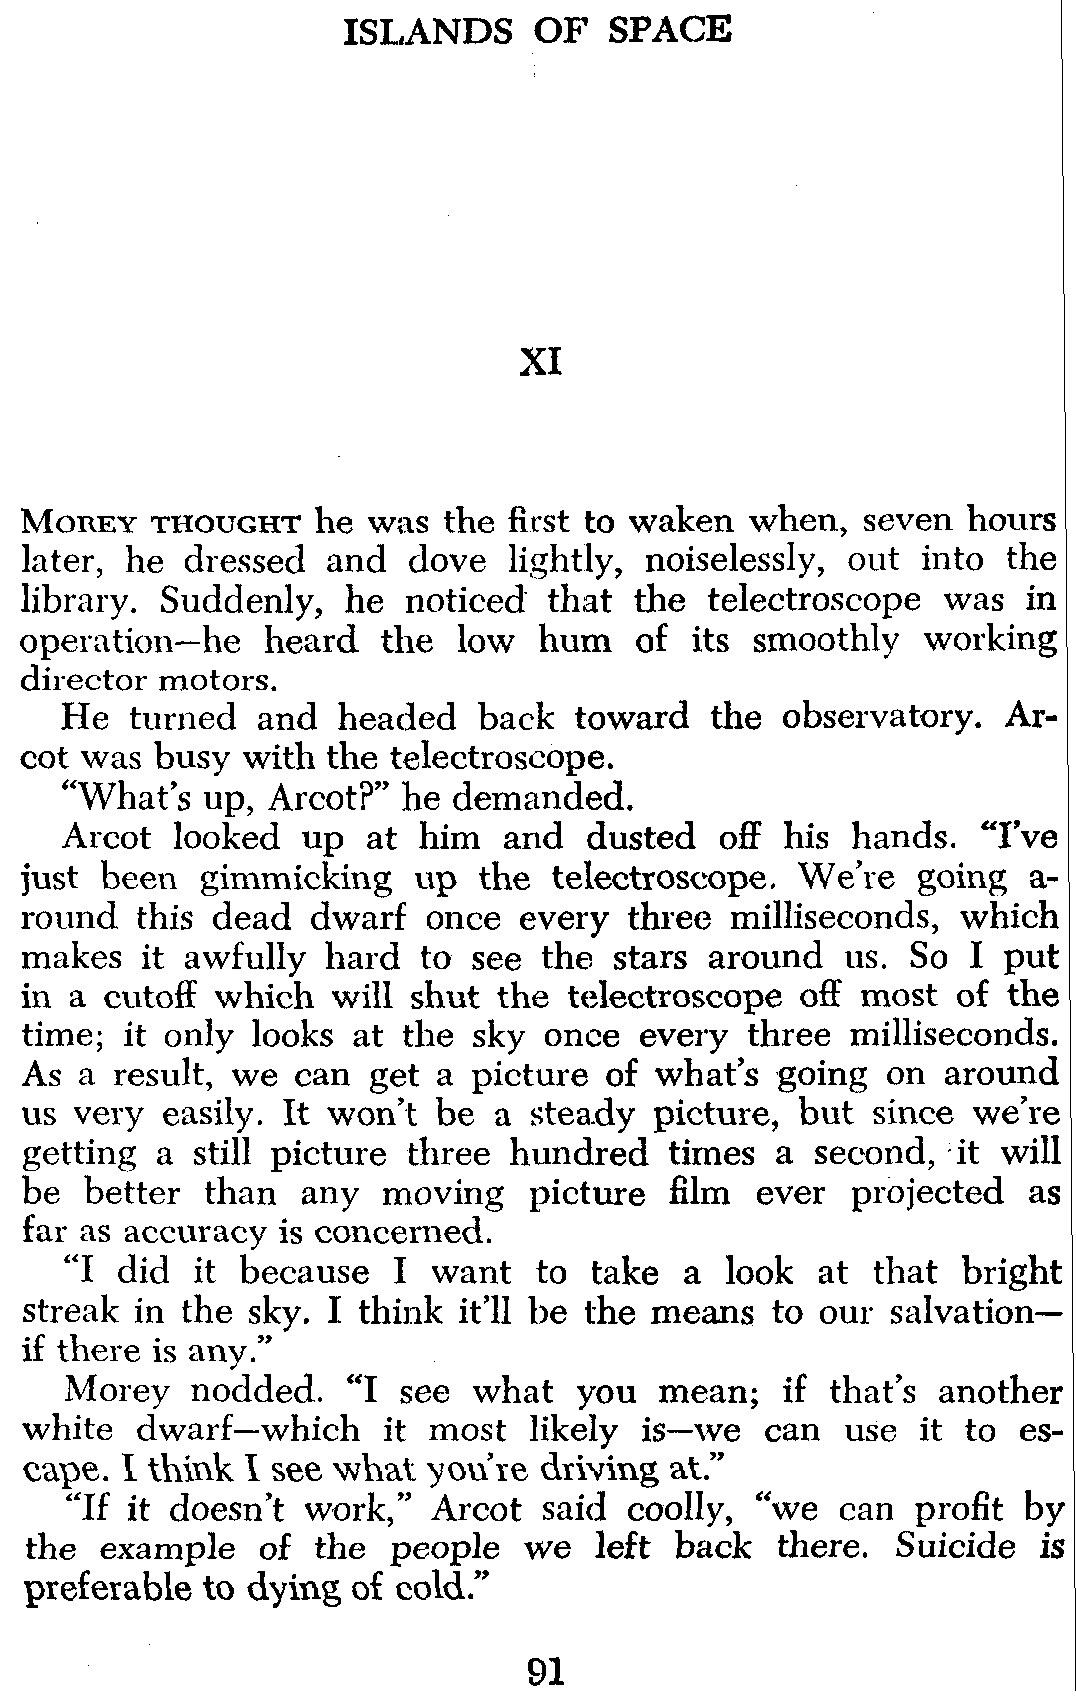 ISLANDS OF SPACE
XI
MOREY THOUGHT he was the first to waken when, seven hours
later, he dressed and dove lightly, noiselessly, out into the
library. Suddenly, he noticed that the telectroscope was in
operation—he heard the low hum of its smoothly working
director motors.
He turned and headed back toward the observatory. Ar-
cot was busy with the telectroscope.
“What’s up, Arcot?” he demanded.
Arcot looked up at him and dusted off his hands. “I’ve
just been gimmicking up the telectroscope. We’re going a-
round this dead dwarf once every three milliseconds, which
makes it awfully hard to see the stars around us. So I put
in a cutoff which will shut the telectroscope off most of the
time; it only looks at the sky once every three milliseconds.
As a result, we can get a picture of what’s going on around
us very easily. It won’t be a steady picture, but since we’re
getting a still picture three hundred times a second, it will
be better than any moving picture film ever projected as
far as accuracy is concerned.
“I did it because I want to take a look at that bright
streak in the sky. I think it’ll be the means to our salvation—
if there is any.”
Morey nodded. “I see what you mean; if that’s another
white dwarf—which it most likely is—we can use it to es-
cape. I think I see what you’re driving at.”
“If it doesn’t work,” Arcot said coolly, “we can profit by
the example of the people we left back there. Suicide is
preferable to dying of cold.”
91